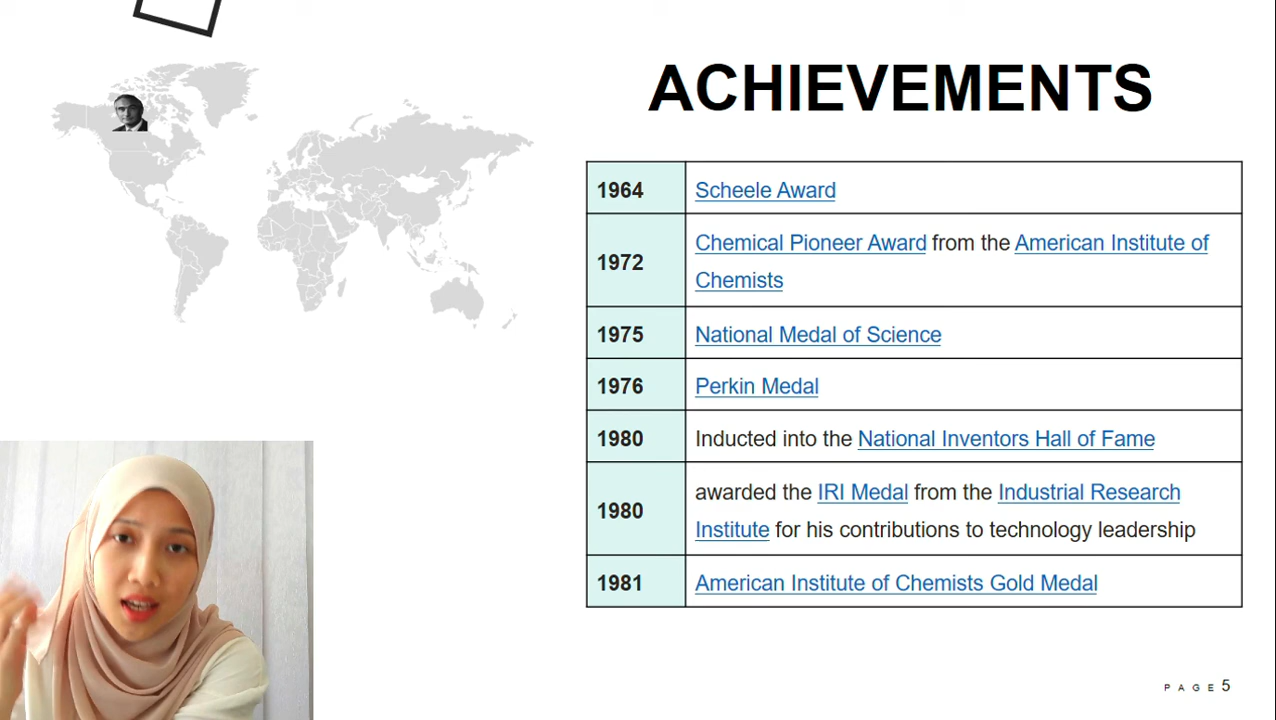 ACHIEVEMENTS
1964 Scheele Award
1972 Chemical Pioneer Award from the American Institute of
Chemists
1975 National Medal of Science
1976 Perkin Medal
1980 Inducted into the National Inventors Hall of Fame
1980 awarded the IRI Medal from the Industrial Research
Institute for his contributions to technology leadership
1981 American Institute of Chemists Gold Medal
PAGE 5